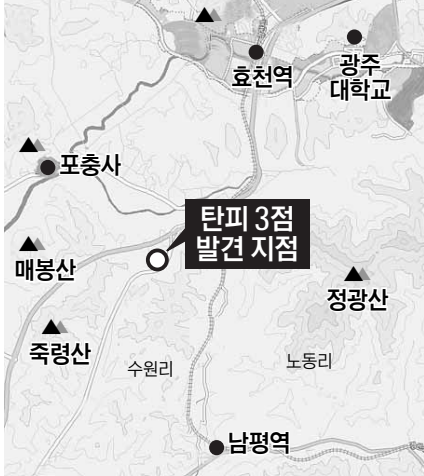 효천역
광주
대학교
포충사
탄피 3점
발견 지점
매봉산
정광산
죽령산
수원리
노동리
남평역